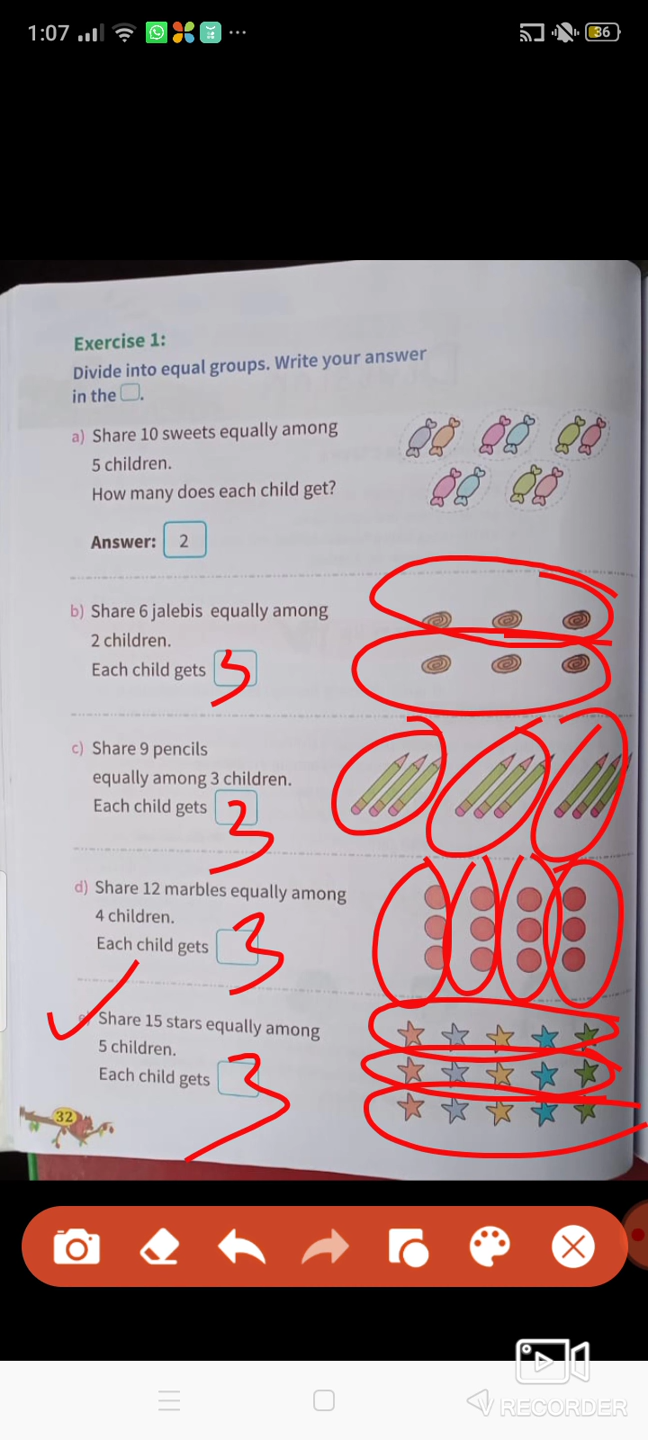 1:07
36
Exercise 1:
Divide into equal groups. Write your answer
in the □.
a) Share 10 sweets equally among
5 children.
How many does each child get?
Answer: 2
b) Share 6 jalebis equally among
2 children.
Each child gets 3
c) Share 9 pencils
equally among 3 children.
Each child gets 3
d) Share 12 marbles equally among
4 children.
Each child gets 3
Share 15 stars equally among
5 children.
Each child gets 3
32
RECORDER